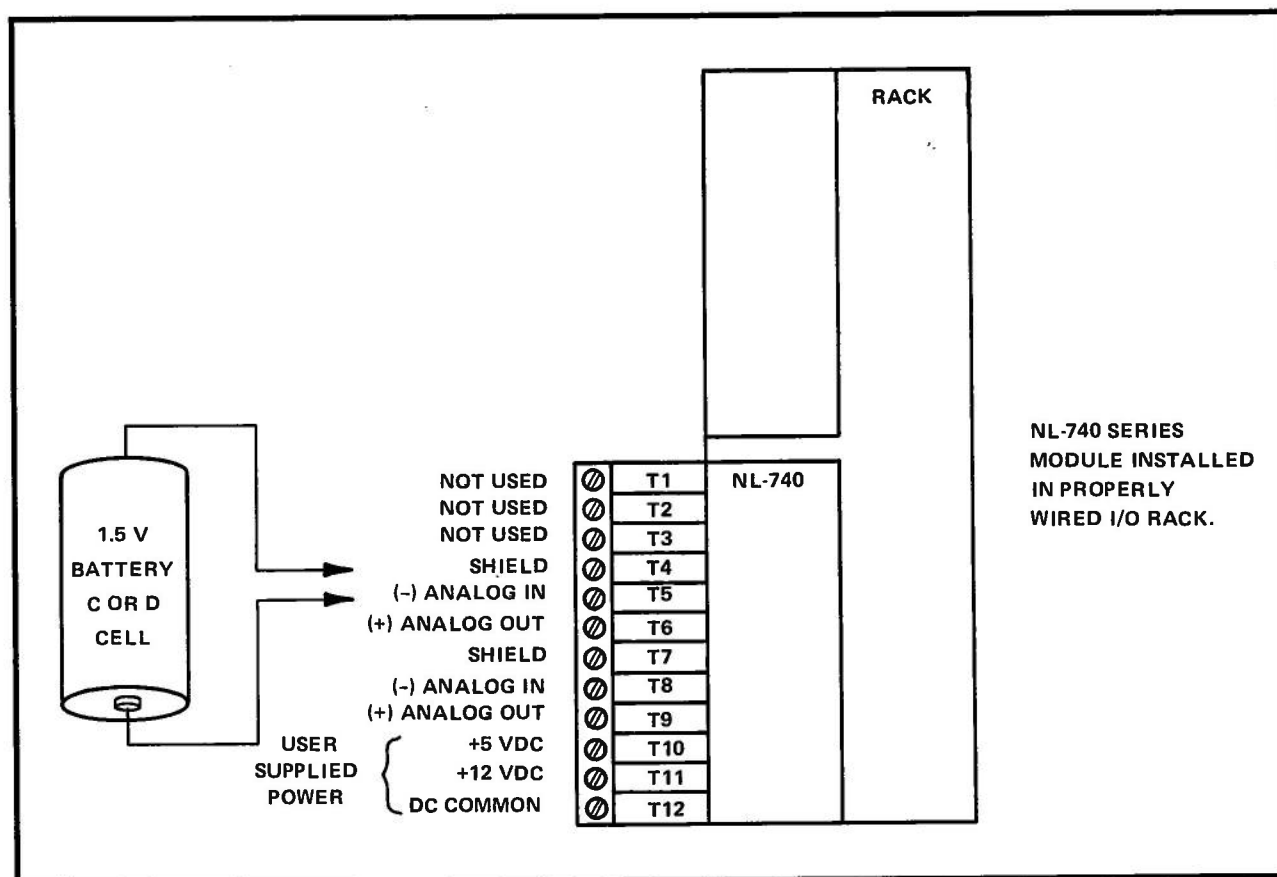 RACK
1.5 V
BATTERY
C OR D
CELL
NOT USED
NOT USED
NOT USED
SHIELD
(–) ANALOG IN
(+) ANALOG OUT
SHIELD
(–) ANALOG IN
(+) ANALOG OUT
+5 VDC
+12 VDC
DC COMMON
USER
SUPPLIED
POWER
T1
T2
T3
T4
T5
T6
T7
T8
T9
T10
T11
T12
NL-740
NL-740 SERIES
MODULE INSTALLED
IN PROPERLY
WIRED I/O RACK.